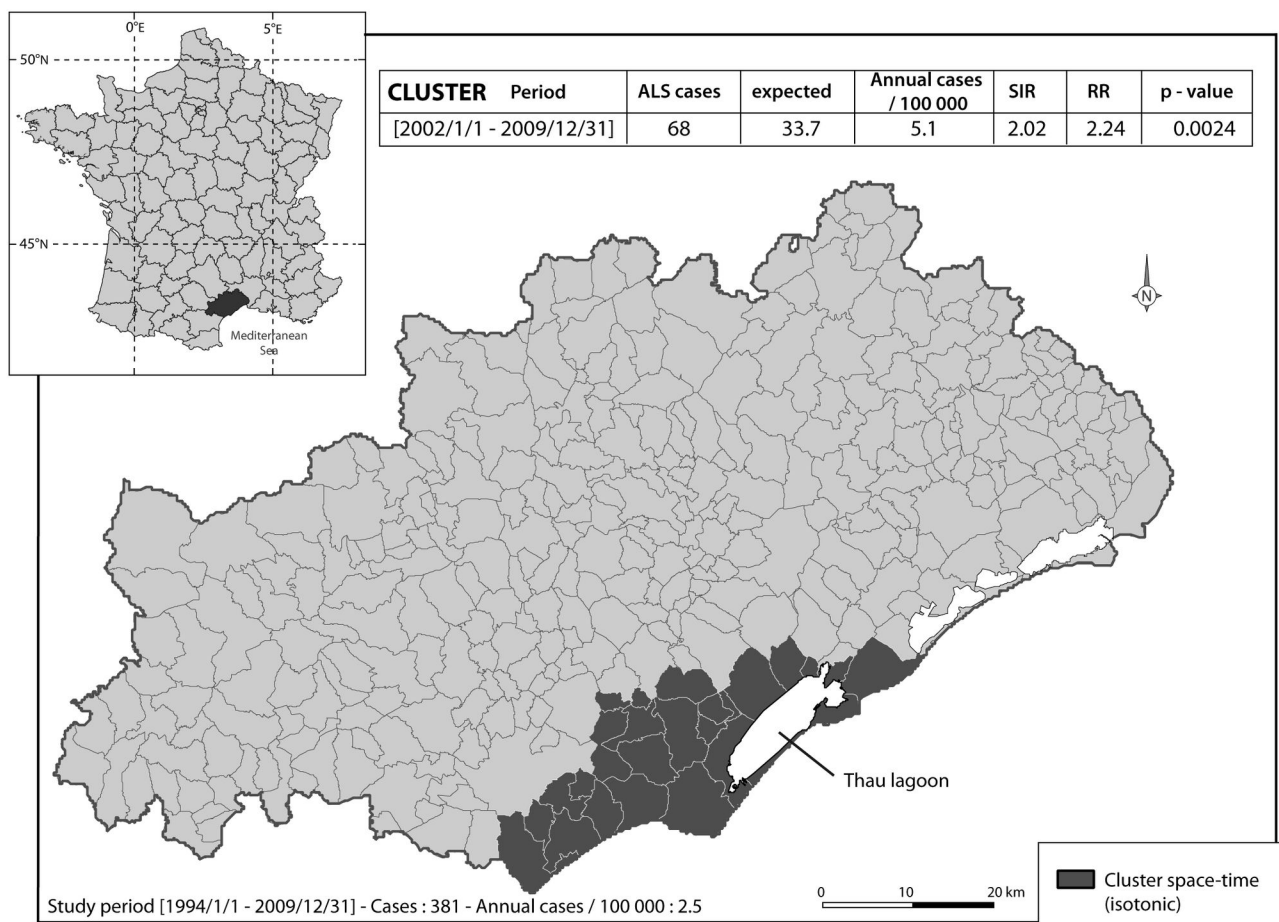 0°E 5°E
50°N
45°N
Mediterranean
Sea
CLUSTER Period ALS cases expected Annual cases / 100 000 SIR RR p - value
[2002/1/1 - 2009/12/31] 68 33.7 5.1 2.02 2.24 0.0024
N
Thau lagoon
Study period [1994/1/1 - 2009/12/31] - Cases : 381 - Annual cases / 100 000 : 2.5
0 10 20 km
Cluster space-time
(isotonic)